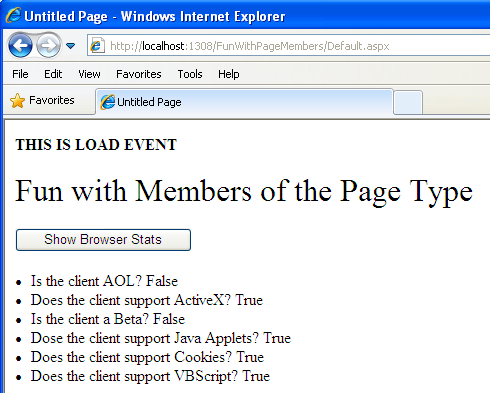 Untitled Page - Windows Internet Explorer
http://localhost:1308/FunWithPageMembers/Default.aspx
File Edit View Favorites Tools Help
Favorites Untitled Page
THIS IS LOAD EVENT
Fun with Members of the Page Type
Show Browser Stats
• Is the client AOL? False
• Does the client support ActiveX? True
• Is the client a Beta? False
• Dose the client support Java Applets? True
• Does the client support Cookies? True
• Does the client support VBScript? True